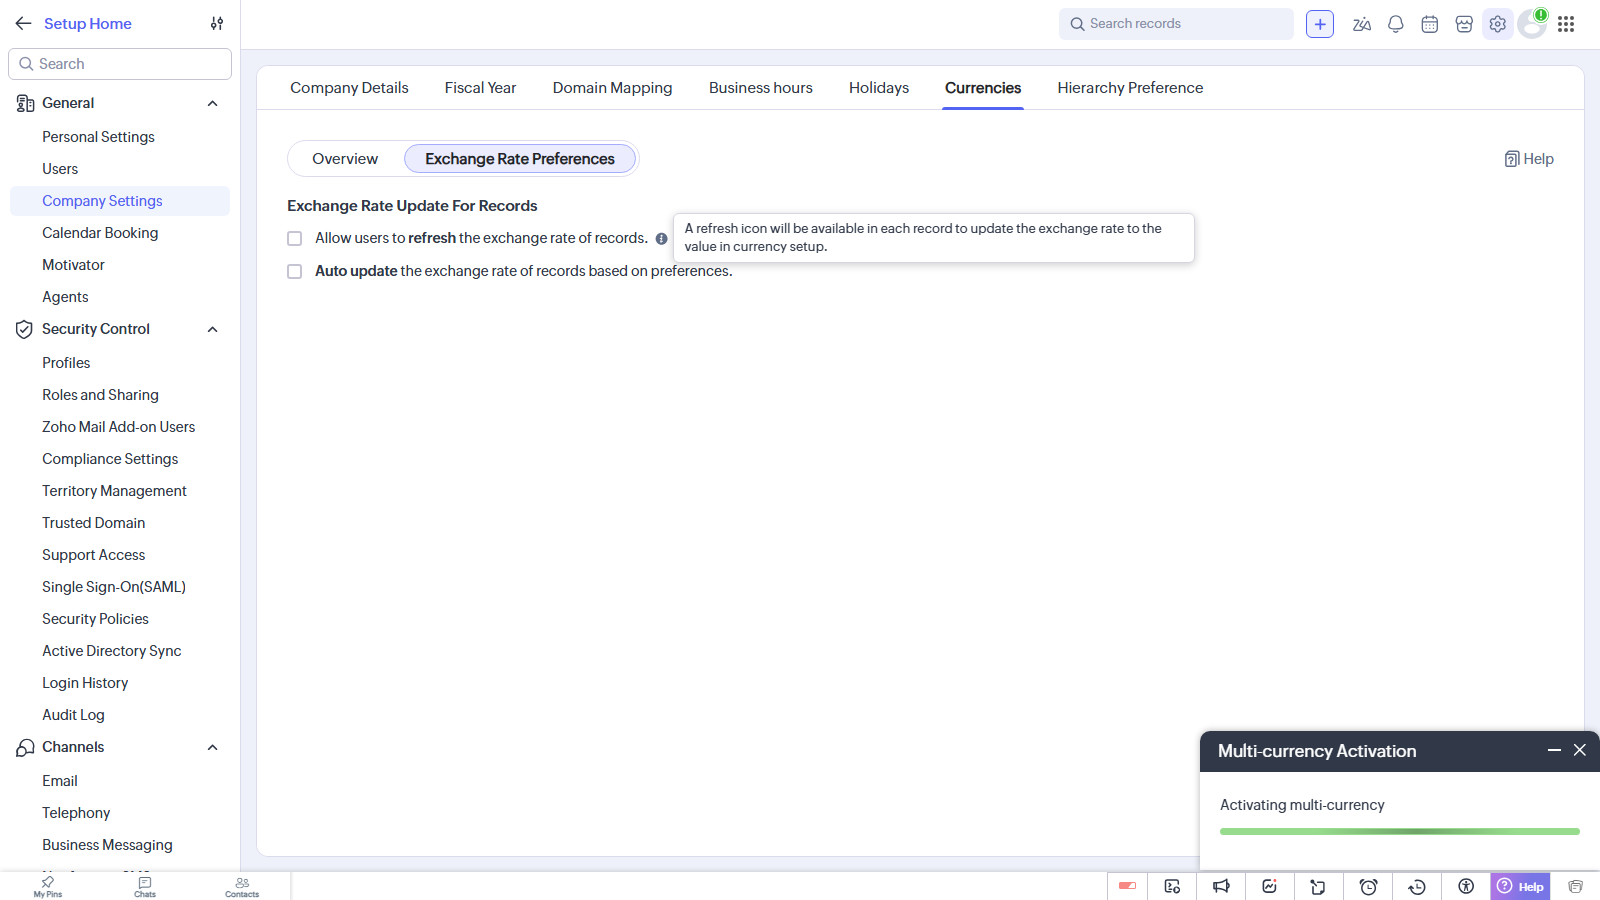 Setup Home
Search
General
Personal Settings
Users
Company Settings
Calendar Booking
Motivator
Agents
Security Control
Profiles
Roles and Sharing
Zoho Mail Add-on Users
Compliance Settings
Territory Management
Trusted Domain
Support Access
Single Sign-On(SAML)
Security Policies
Active Directory Sync
Login History
Audit Log
Channels
Email
Telephony
Business Messaging
Search records
Company Details
Fiscal Year
Domain Mapping
Business hours
Holidays
Currencies
Hierarchy Preference
Overview
Exchange Rate Preferences
Help
Exchange Rate Update For Records
Allow users to refresh the exchange rate of records.
A refresh icon will be available in each record to update the exchange rate to the
value in currency setup.
Auto update the exchange rate of records based on preferences.
Multi-currency Activation
Activating multi-currency
My Pins
Chats
Contacts
Help